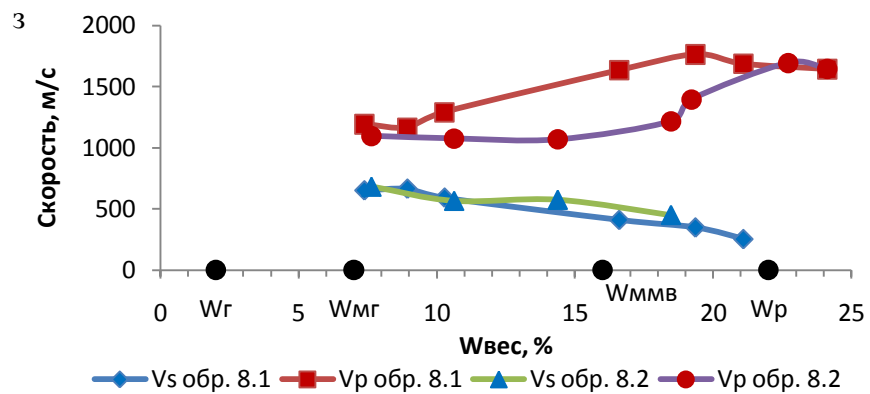 3
Скорость, м/с
2000
1500
1000
500
0
0 5 10 15 20 25
Wг Wмг Wммв Wр
Wвес, %
Vs обр. 8.1 Vp обр. 8.1 Vs обр. 8.2 Vp обр. 8.2